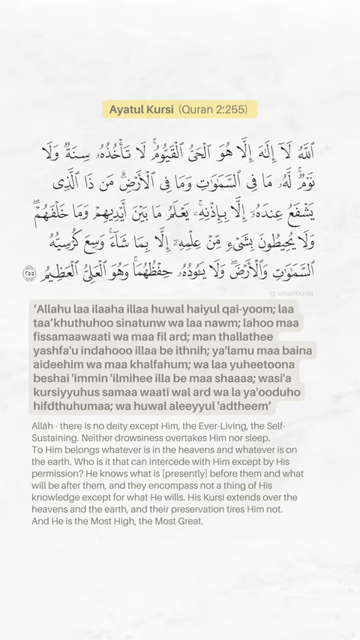 Ayatul Kursi (Quran 2:255)
ٱللَّهُ لَآ إِلَٰهَ إِلَّا هُوَ ٱلْحَىُّ ٱلْقَيُّومُ ۚ لَا تَأْخُذُهُۥ سِنَةٌ وَلَا
نَوْمٌ ۚ لَّهُۥ مَا فِى ٱلسَّمَٰوَٰتِ وَمَا فِى ٱلْأَرْضِ ۗ مَن ذَا ٱلَّذِى
يَشْفَعُ عِندَهُۥٓ إِلَّا بِإِذْنِهِۦ ۚ يَعْلَمُ مَا بَيْنَ أَيْدِيهِمْ وَمَا خَلْفَهُمْ ۖ
وَلَا يُحِيطُونَ بِشَىْءٍ مِّنْ عِلْمِهِۦٓ إِلَّا بِمَا شَآءَ ۚ وَسِعَ كُرْسِيُّهُ
ٱلسَّمَٰوَٰتِ وَٱلْأَرْضَ ۖ وَلَا يَـُٔودُهُۥ حِفْظُهُمَا ۚ وَهُوَ ٱلْعَلِىُّ ٱلْعَظِيمُ ٢٥٥
‘Allahu laa ilaaha illaa huwal haiyul qai-yoom; laa
taa’khuthuhoo sinatunw wa laa nawm; lahoo maa
fissamaawaati wa maa fil ard; man thallathee
yashfa'u indahooo illaa be ithnih; ya'lamu maa baina
aideehim wa maa khalfahum; wa laa yuheetoona
beshai 'immin 'ilmihee illa be maa shaaaa; wasi'a
kursiyyuhus samaa waati wal ard wa la ya'ooduho
hifdthuhumaa; wa huwal aleeyyul 'adtheem’
Allāh - there is no deity except Him, the Ever-Living, the Self-
Sustaining. Neither drowsiness overtakes Him nor sleep.
To Him belongs whatever is in the heavens and whatever is on
the earth. Who is it that can intercede with Him except by His
permission? He knows what is [presently] before them and what
will be after them, and they encompass not a thing of His
knowledge except for what He wills. His Kursi extends over the
heavens and the earth, and their preservation tires Him not.
And He is the Most High, the Most Great.